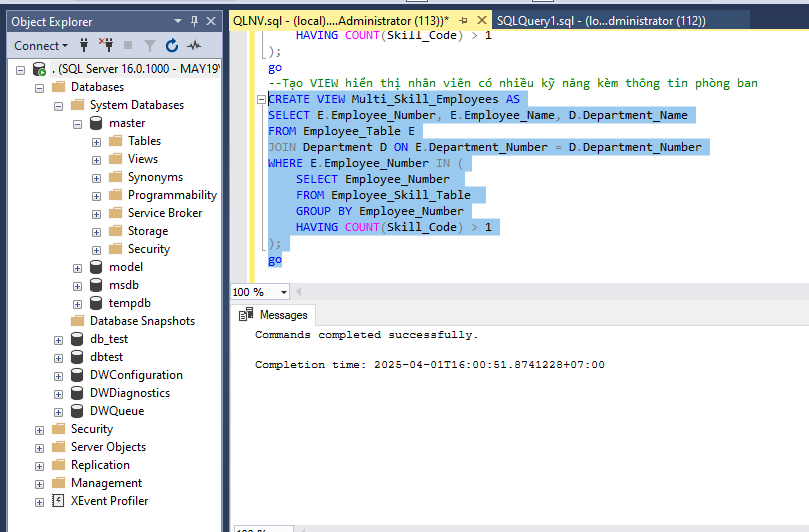 Object Explorer
Connect
. (SQL Server 16.0.1000 - MAY19\
Databases
System Databases
master
Tables
Views
Synonyms
Programmability
Service Broker
Storage
Security
model
msdb
tempdb
Database Snapshots
db_test
dbtest
DWConfiguration
DWDiagnostics
DWQueue
Security
Server Objects
Replication
Management
XEvent Profiler
QLNV.sql - (local)....Administrator (113))*
SQLQuery1.sql - (lo...dministrator (112))
HAVING COUNT(Skill_Code) > 1
);
go
--Tạo VIEW hiển thị nhân viên có nhiều kỹ năng kèm thông tin phòng ban
CREATE VIEW Multi_Skill_Employees AS
SELECT E.Employee_Number, E.Employee_Name, D.Department_Name
FROM Employee_Table E
JOIN Department D ON E.Department_Number = D.Department_Number
WHERE E.Employee_Number IN (
SELECT Employee_Number
FROM Employee_Skill_Table
GROUP BY Employee_Number
HAVING COUNT(Skill_Code) > 1
);
go
100 %
Messages
Commands completed successfully.
Completion time: 2025-04-01T16:00:51.8741228+07:00